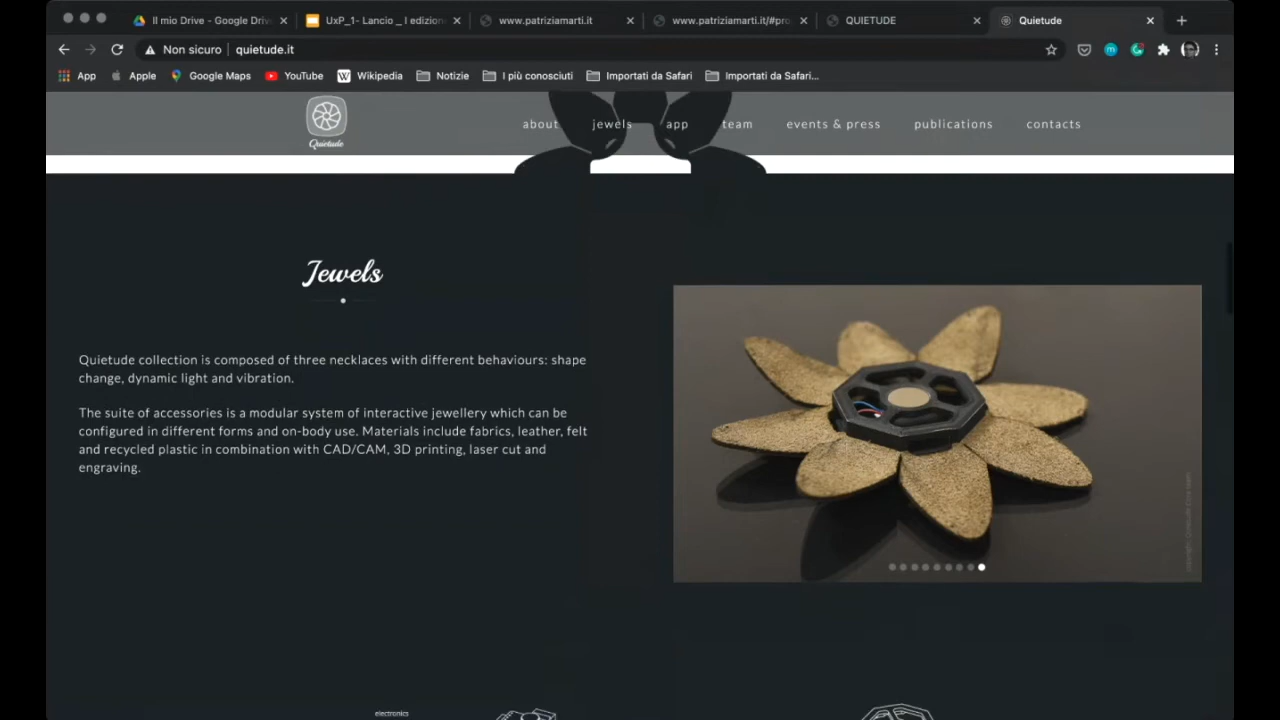 Il mio Drive - Google Driv
UxP_1- Lancio _ I edizion
www.patriziamarti.it
www.patriziamarti.it/#pro
QUIETUDE
Quietude
Non sicuro
quietude.it
App
Apple
Google Maps
YouTube
Wikipedia
Notizie
I più conosciuti
Importati da Safari
Importati da Safari...
Quietude
about
jewels
app
team
events & press
publications
contacts
Jewels
Quietude collection is composed of three necklaces with different behaviours: shape
change, dynamic light and vibration.
The suite of accessories is a modular system of interactive jewellery which can be
configured in different forms and on-body use. Materials include fabrics, leather, felt
and recycled plastic in combination with CAD/CAM, 3D printing, laser cut and
engraving.
electronics